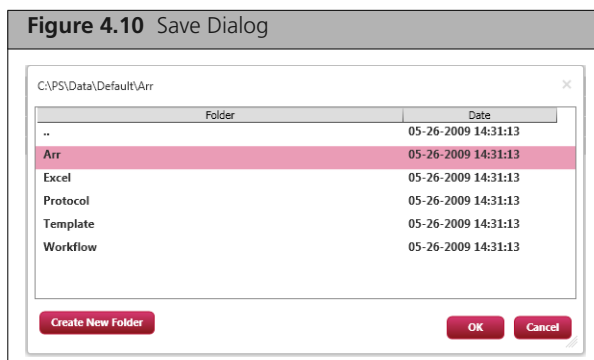 Figure 4.10 Save Dialog
C:\PS\Data\Default\Arr
Folder Date
.. 05-26-2009 14:31:13
Arr 05-26-2009 14:31:13
Excel 05-26-2009 14:31:13
Protocol 05-26-2009 14:31:13
Template 05-26-2009 14:31:13
Workflow 05-26-2009 14:31:13
Create New Folder OK Cancel